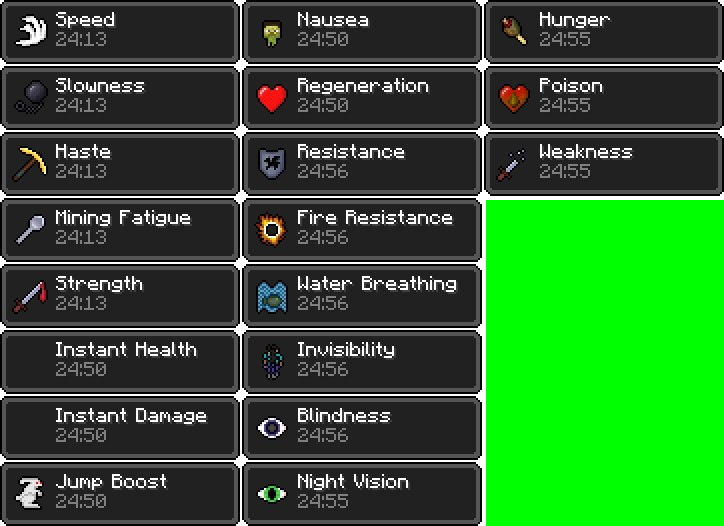 Speed
24:13
Slowness
24:13
Haste
24:13
Mining Fatigue
24:13
Strength
24:13
Instant Health
24:50
Instant Damage
24:50
Jump Boost
24:50
Nausea
24:50
Regeneration
24:50
Resistance
24:56
Fire Resistance
24:56
Water Breathing
24:56
Invisibility
24:56
Blindness
24:56
Night Vision
24:55
Hunger
24:55
Poison
24:55
Weakness
24:55